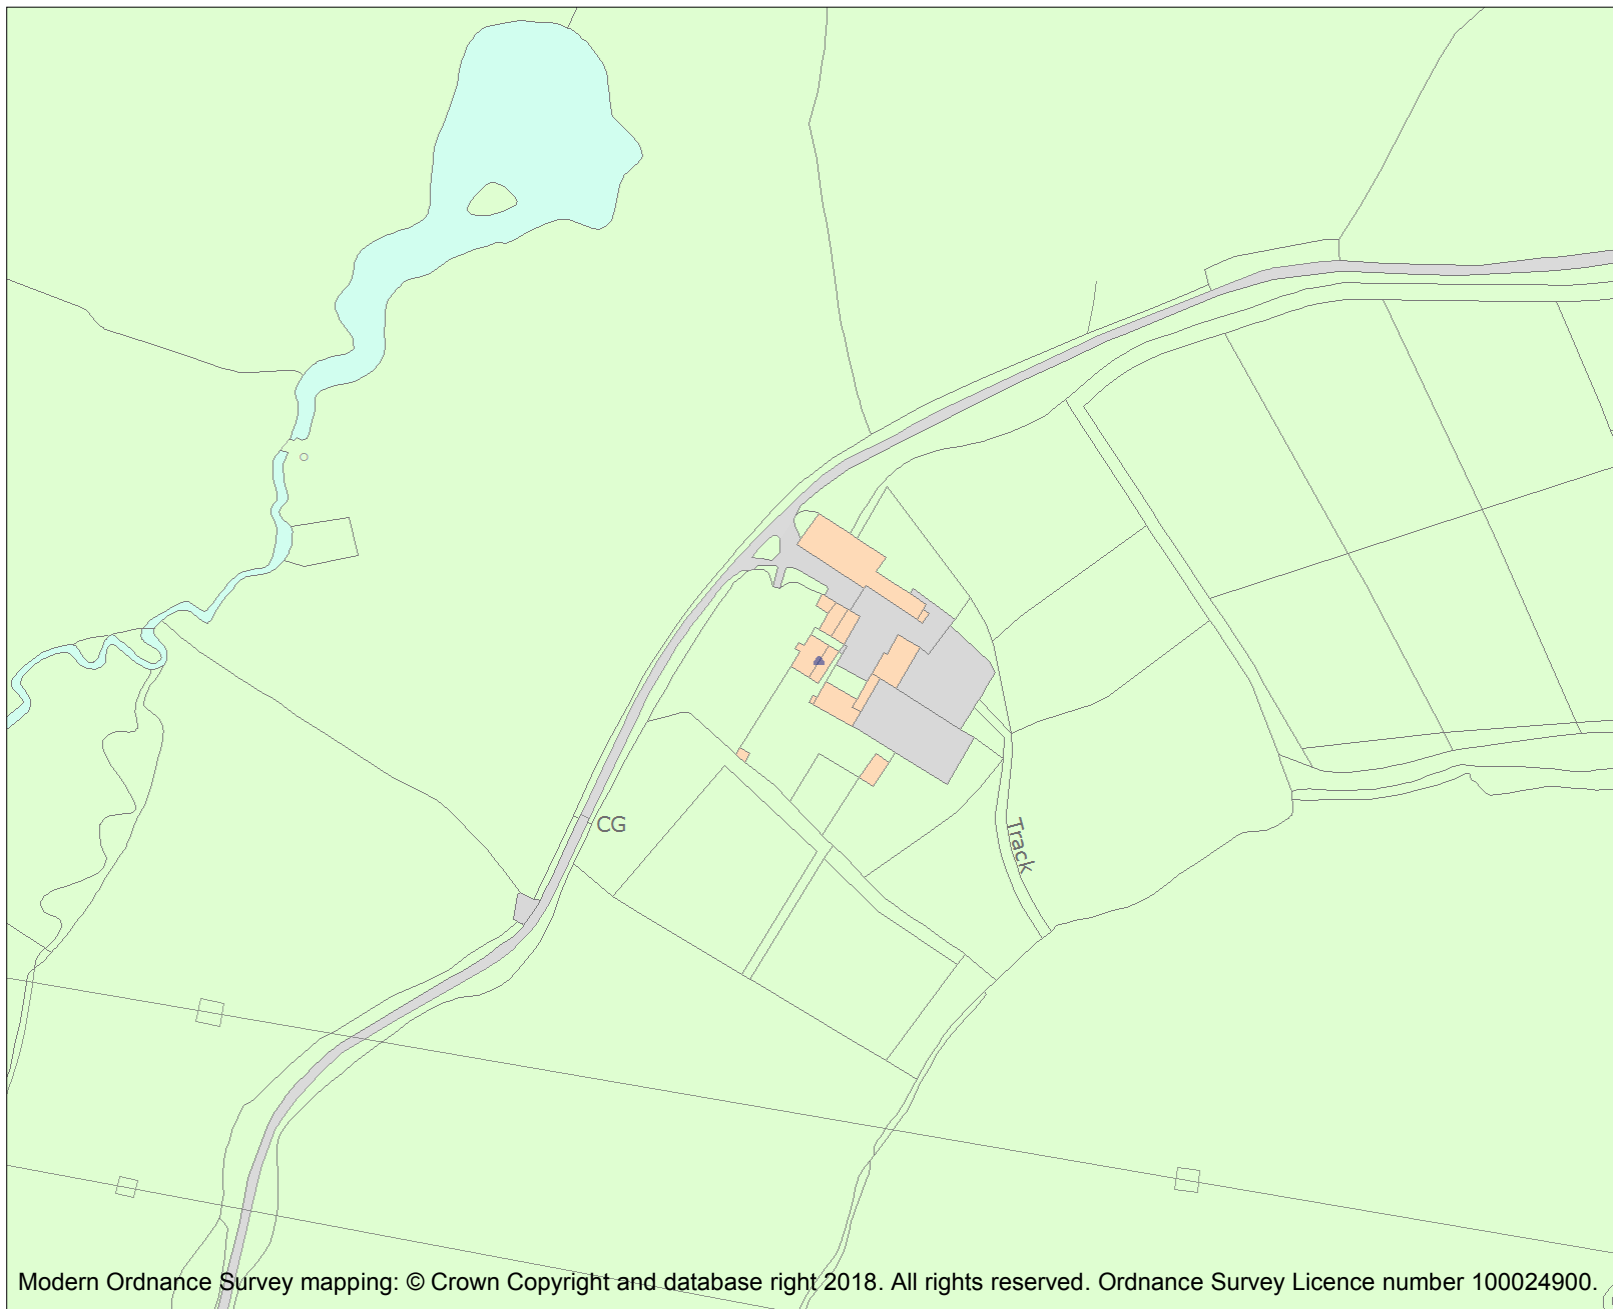 CG
Track
Modern Ordnance Survey mapping: © Crown Copyright and database right 2018. All rights reserved. Ordnance Survey Licence number 100024900.